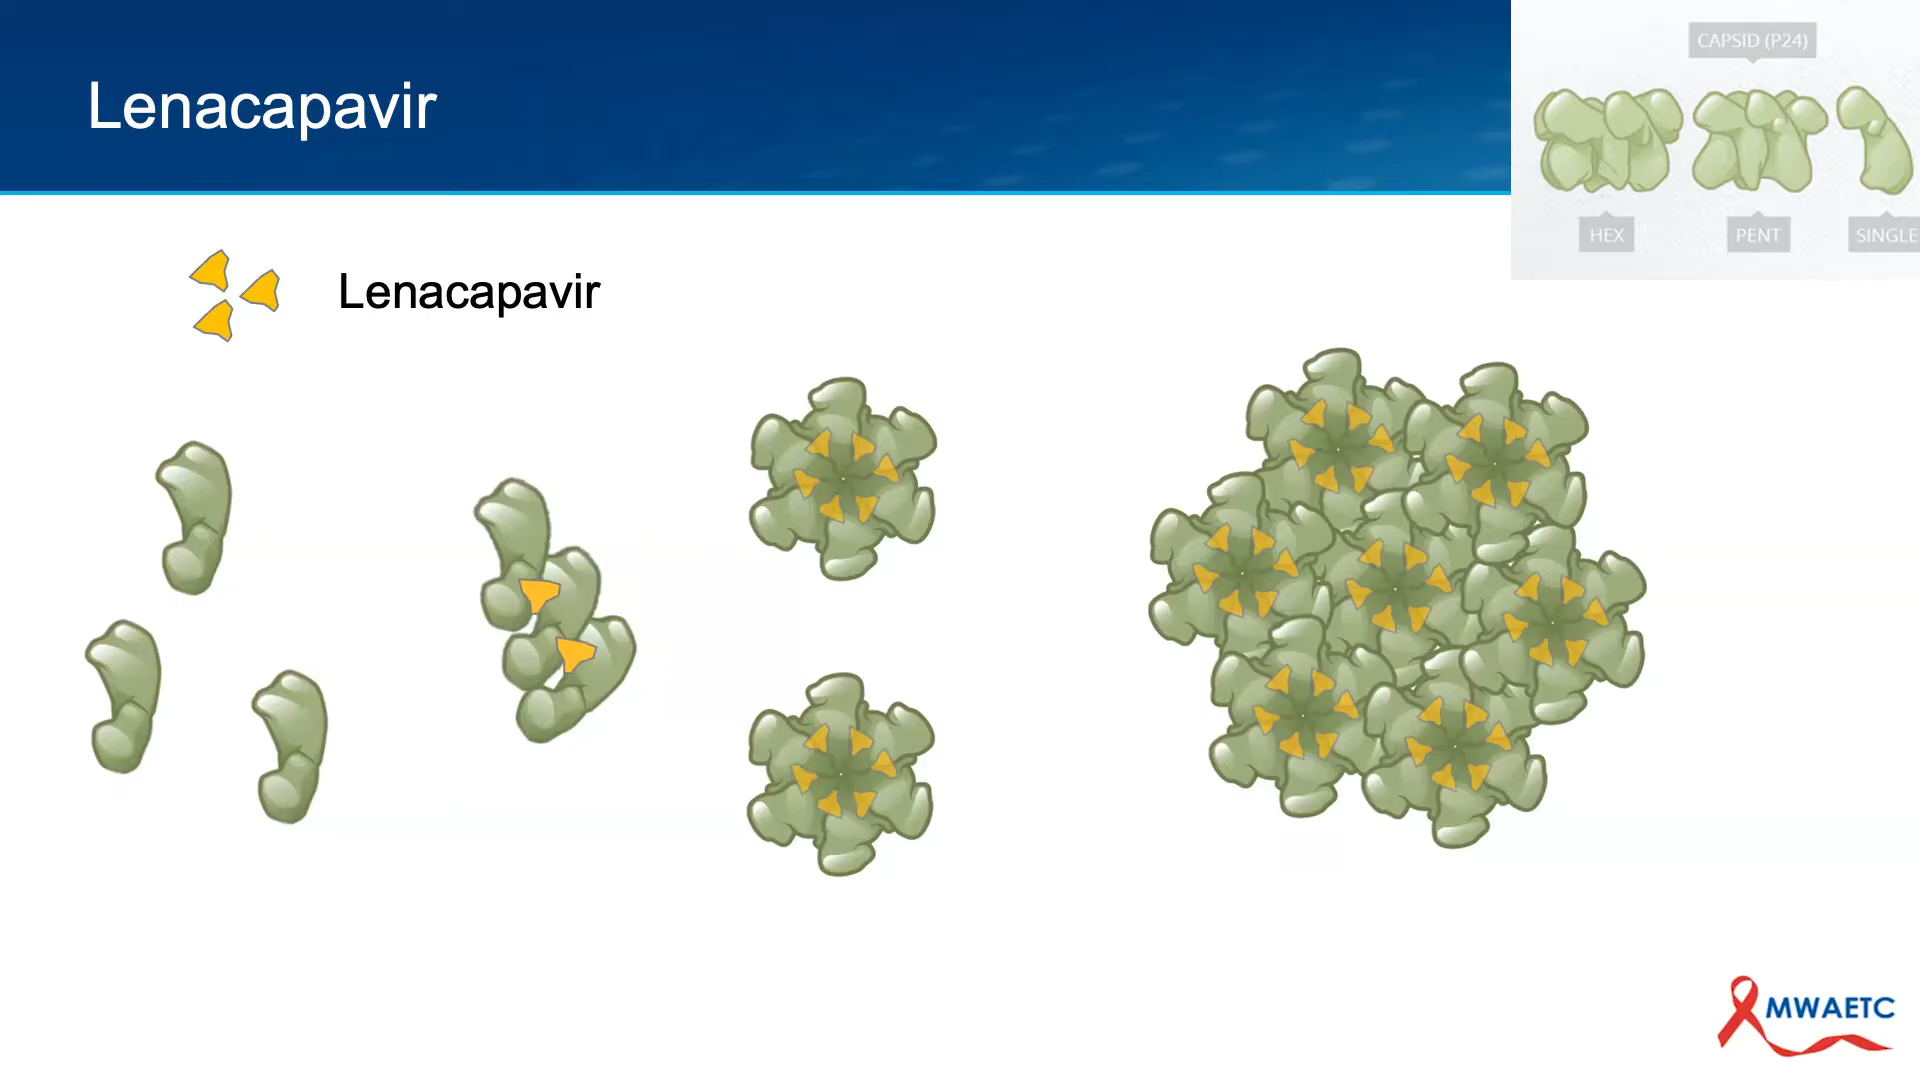 Lenacapavir
CAPSID (P24)
HEX
PENT
SINGLE
Lenacapavir
MWAETC